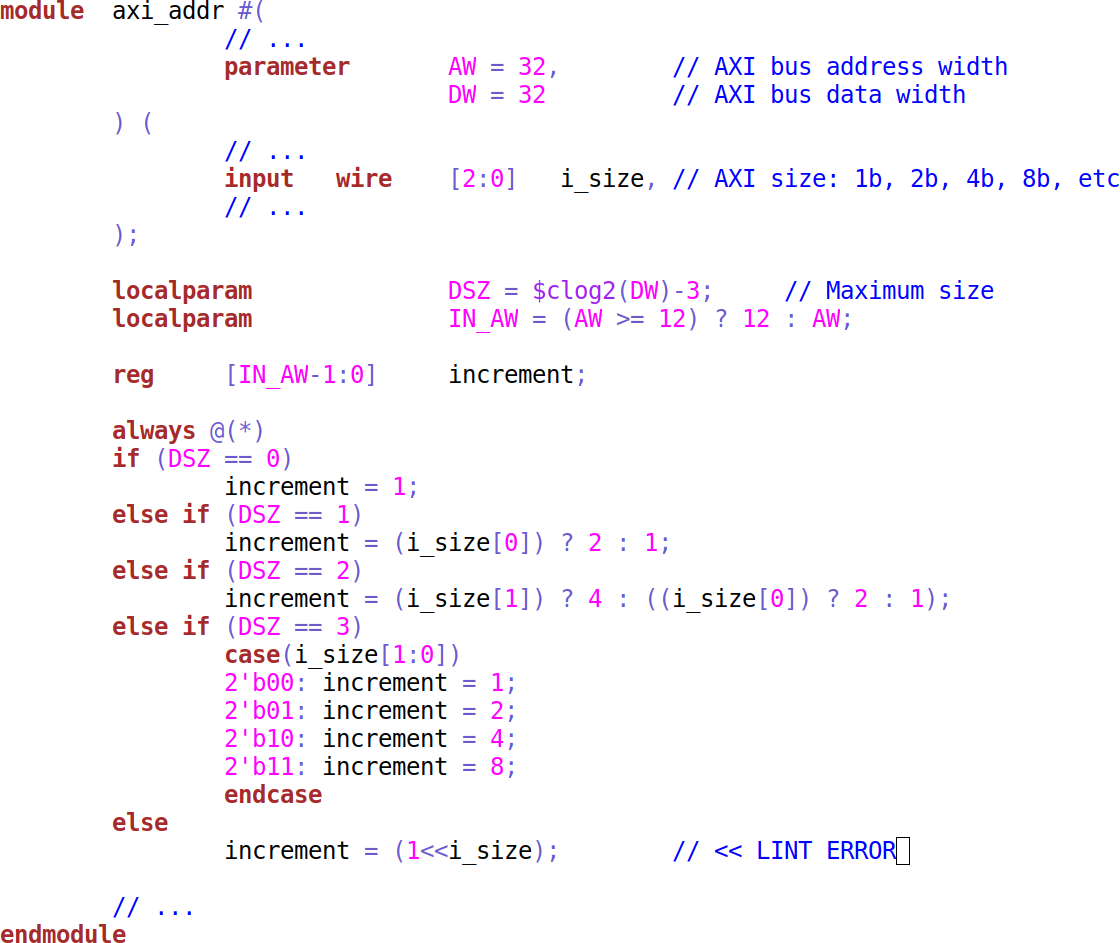 module  axi_addr #(
                // ...
                parameter       AW = 32,        // AXI bus address width
                                DW = 32         // AXI bus data width
        ) (
                // ...
                input   wire    [2:0]   i_size, // AXI size: 1b, 2b, 4b, 8b, etc
                // ...
        );

        localparam              DSZ = $clog2(DW)-3;     // Maximum size
        localparam              IN_AW = (AW >= 12) ? 12 : AW;

        reg     [IN_AW-1:0]     increment;

        always @(*)
        if (DSZ == 0)
                increment = 1;
        else if (DSZ == 1)
                increment = (i_size[0]) ? 2 : 1;
        else if (DSZ == 2)
                increment = (i_size[1]) ? 4 : ((i_size[0]) ? 2 : 1);
        else if (DSZ == 3)
                case(i_size[1:0])
                2'b00: increment = 1;
                2'b01: increment = 2;
                2'b10: increment = 4;
                2'b11: increment = 8;
                endcase
        else
                increment = (1<<i_size);        // << LINT ERROR

        // ...
endmodule